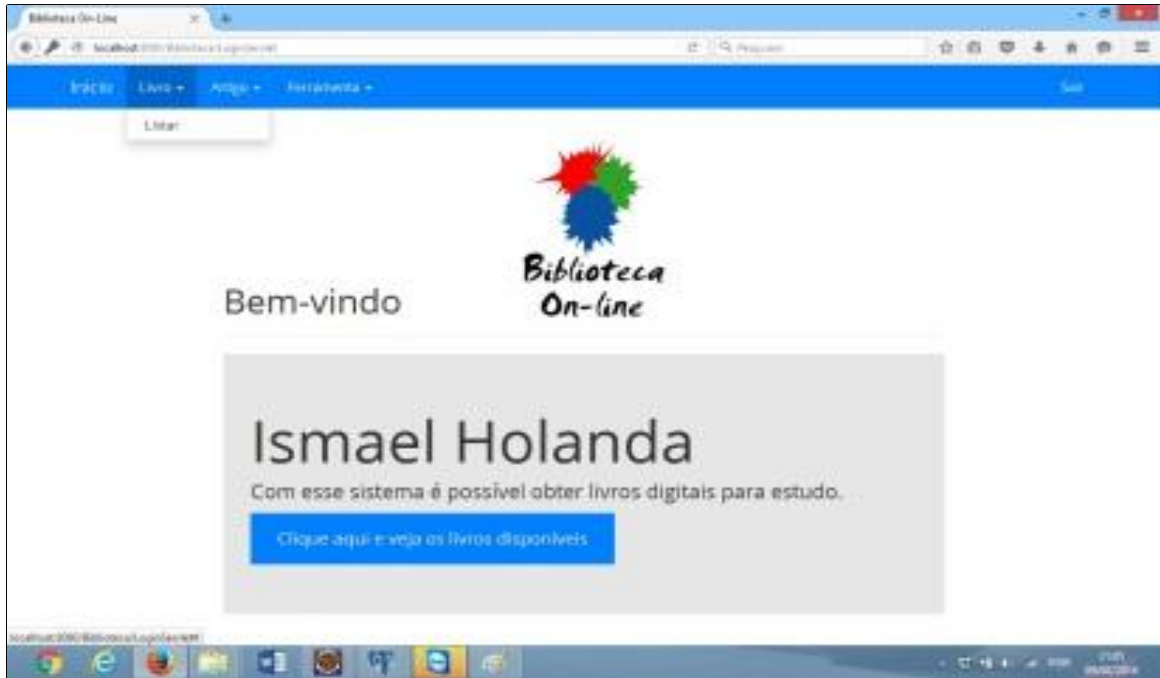 Biblioteca On-Line
Início Livro Artigo Ferramenta Sair
Listar
Biblioteca
On-line
Bem-vindo
Ismael Holanda
Com esse sistema é possível obter livros digitais para estudo.
Clique aqui e veja os livros disponíveis